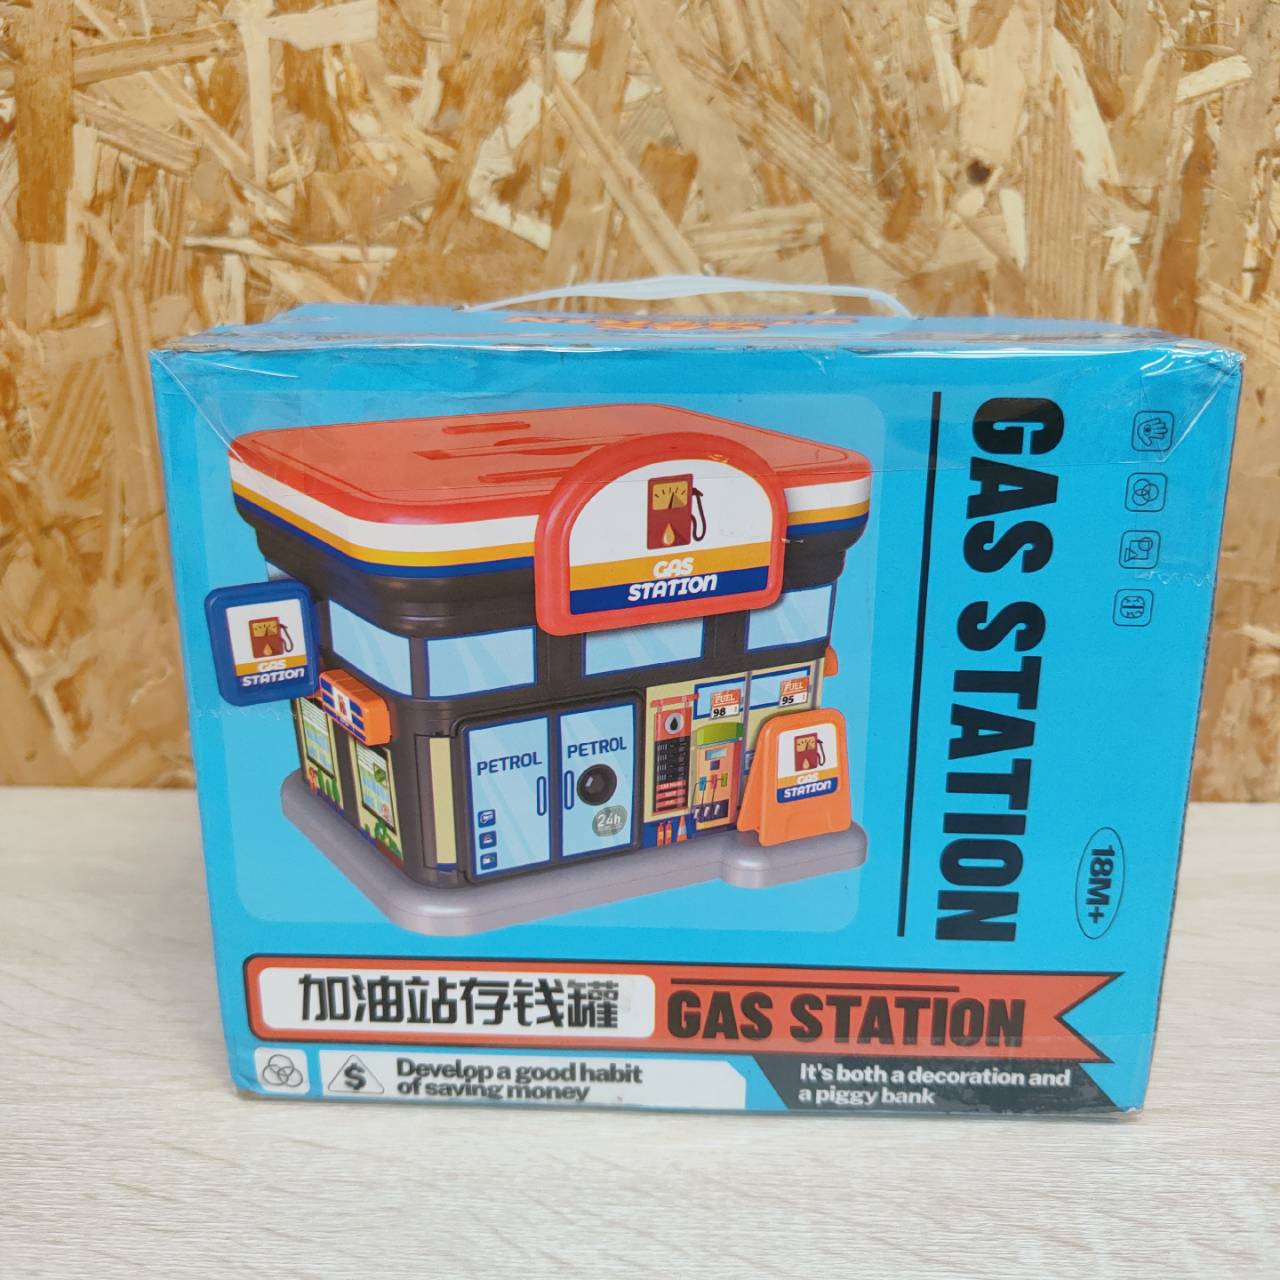 GAS
STATION
GAS
STATION
PETROL
PETROL
24h
FUEL
98
FUEL
95
GAS
STATION
GAS STATION
18M+
加油站存钱罐
GAS STATION
$
Develop a good habit
of saving money
It's both a decoration and
a piggy bank